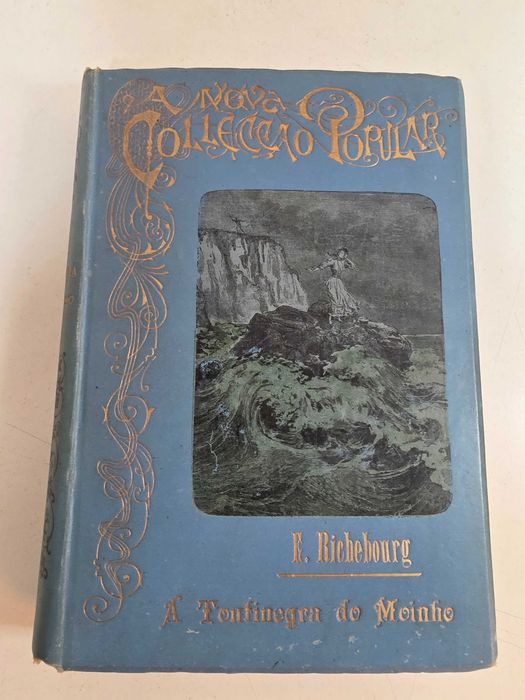 A NOVA
COLLECÇÃO POPULAR
E. Richebourg
A Toutinegra do Moinho